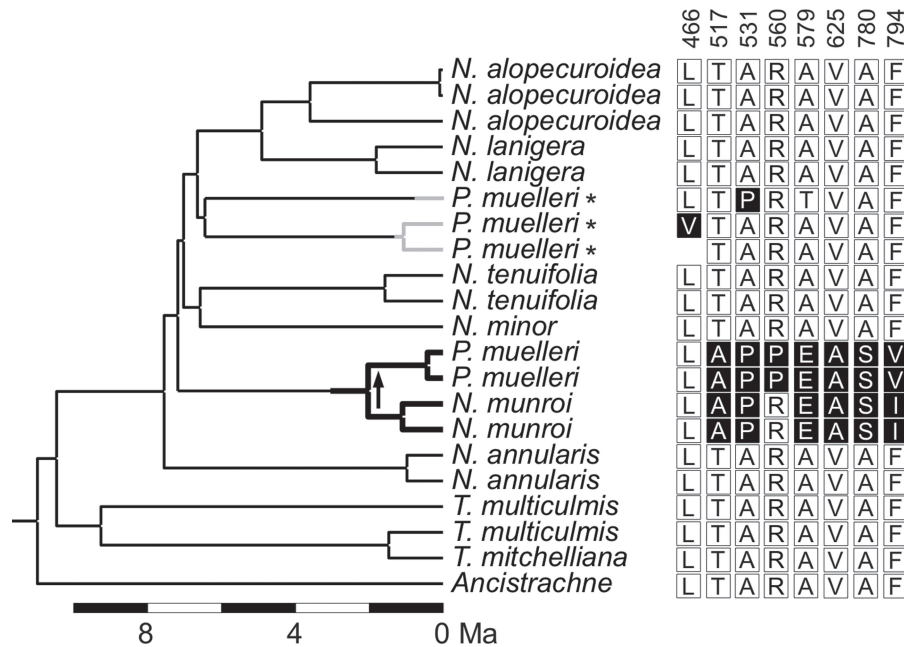 466 517 531 560 579 625 780 794
N. alopecuroidea L T A R A V A F
N. alopecuroidea L T A R A V A F
N. alopecuroidea L T A R A V A F
N. lanigera L T A R A V A F
N. lanigera L T A R A V A F
P. muelleri * L T P R T V A F
P. muelleri * V T A R A V A F
P. muelleri * T A R A V A F
N. tenuifolia L T A R A V A F
N. tenuifolia L T A R A V A F
N. minor L T A R A V A F
P. muelleri L A P P E A S V
P. muelleri L A P P E A S V
N. munroi L A P R E A S I
N. munroi L A P R E A S I
N. annularis L T A R A V A F
N. annularis L T A R A V A F
T. multiculmis L T A R A V A F
T. multiculmis L T A R A V A F
T. mitchelliana L T A R A V A F
Ancistrachne L T A R A V A F
8 4 0 Ma